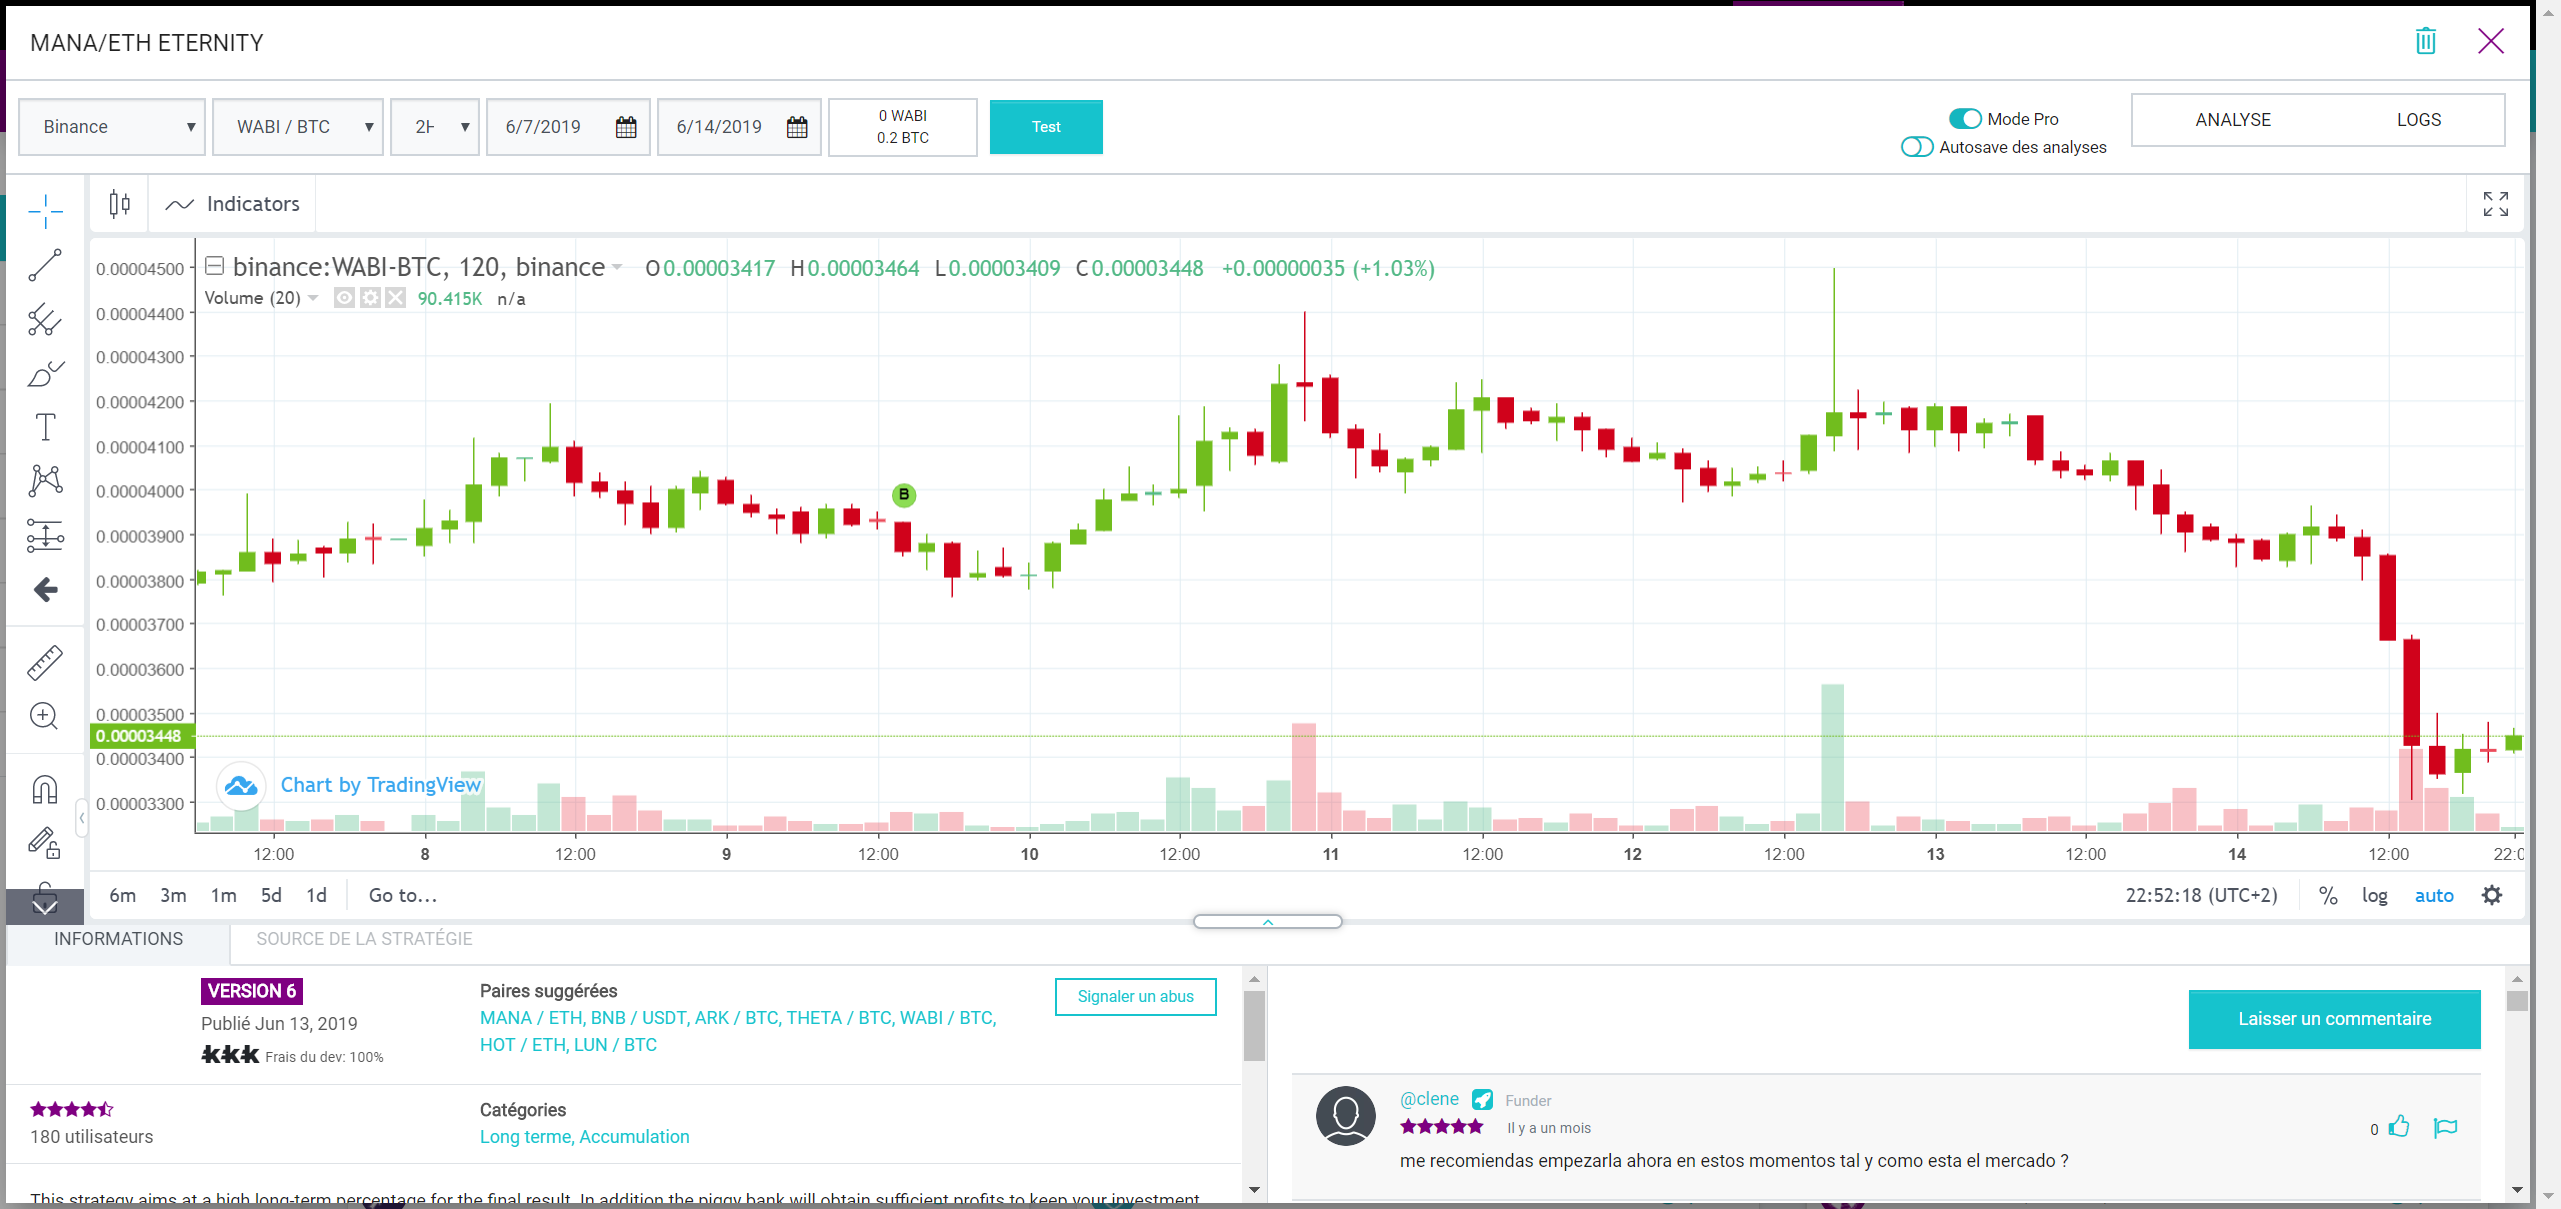 MANA/ETH ETERNITY
Binance
WABI / BTC
2H
6/7/2019
6/14/2019
0 WABI
0.2 BTC
Test
Mode Pro
Autosave des analyses
ANALYSE
LOGS
Indicators
binance:WABI-BTC, 120, binance O0.00003417 H0.00003464 L0.00003409 C0.00003448 +0.00000035 (+1.03%)
Volume (20) 90.415K n/a
0.00004500
0.00004400
0.00004300
0.00004200
0.00004100
0.00004000
0.00003900
0.00003800
0.00003700
0.00003600
0.00003500
0.00003448
0.00003400
0.00003300
B
Chart by TradingView
12:00 8 12:00 9 12:00 10 12:00 11 12:00 12 12:00 13 12:00 14 12:00 22:0
6m 3m 1m 5d 1d Go to...
22:52:18 (UTC+2) % log auto
INFORMATIONS
SOURCE DE LA STRATÉGIE
VERSION 6
Publié Jun 13, 2019
Frais du dev: 100%
Paires suggérées
MANA / ETH, BNB / USDT, ARK / BTC, THETA / BTC, WABI / BTC,
HOT / ETH, LUN / BTC
Signaler un abus
180 utilisateurs
Catégories
Long terme, Accumulation
This strategy aims at a high long-term percentage for the final result. In addition the piggy bank will obtain sufficient profits to keep your investment
Laisser un commentaire
@clene Funder
Il y a un mois
0
me recomiendas empezarla ahora en estos momentos tal y como esta el mercado ?